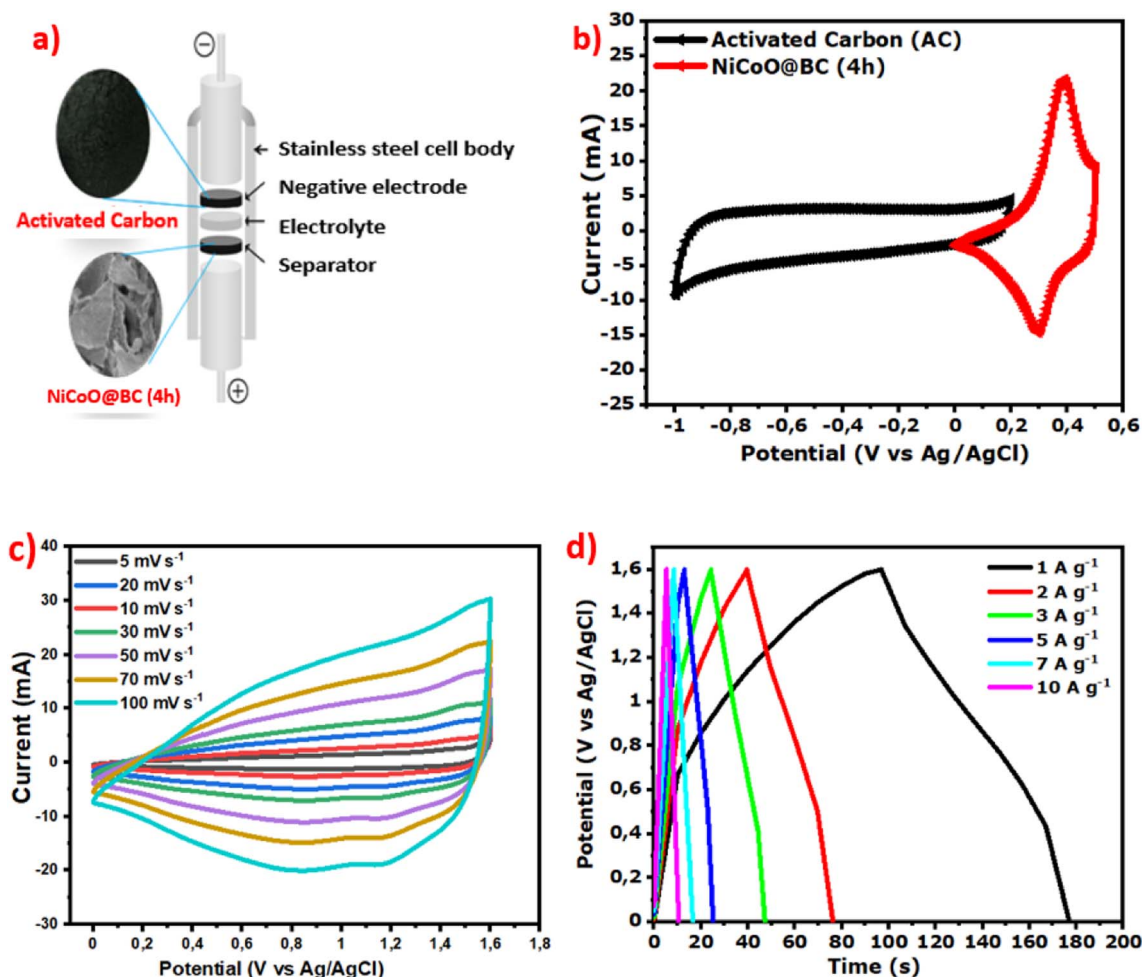 a)
⊖
Stainless steel cell body
Negative electrode
Activated Carbon
Electrolyte
Separator
NiCoO@BC (4h)
⊕
b)
Activated Carbon (AC)
NiCoO@BC (4h)
Current (mA)
30
25
20
15
10
5
0
-5
-10
-15
-20
-25
-1 -0,8 -0,6 -0,4 -0,2 0 0,2 0,4 0,6
Potential (V vs Ag/AgCl)
c)
5 mV s⁻¹
20 mV s⁻¹
10 mV s⁻¹
30 mV s⁻¹
50 mV s⁻¹
70 mV s⁻¹
100 mV s⁻¹
Current (mA)
40
30
20
10
0
-10
-20
-30
0 0,2 0,4 0,6 0,8 1 1,2 1,4 1,6 1,8
Potential (V vs Ag/AgCl)
d)
1 A g⁻¹
2 A g⁻¹
3 A g⁻¹
5 A g⁻¹
7 A g⁻¹
10 A g⁻¹
Potential (V vs Ag/AgCl)
1,6
1,4
1,2
1
0,8
0,6
0,4
0,2
0
0 20 40 60 80 100 120 140 160 180 200
Time (s)